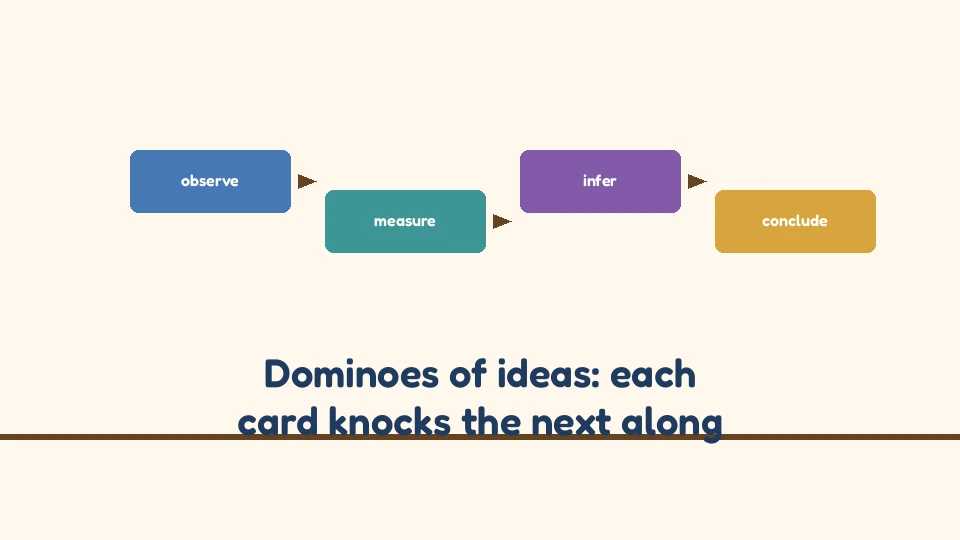 observe
measure
infer
conclude
Dominoes of ideas: each
card knocks the next along